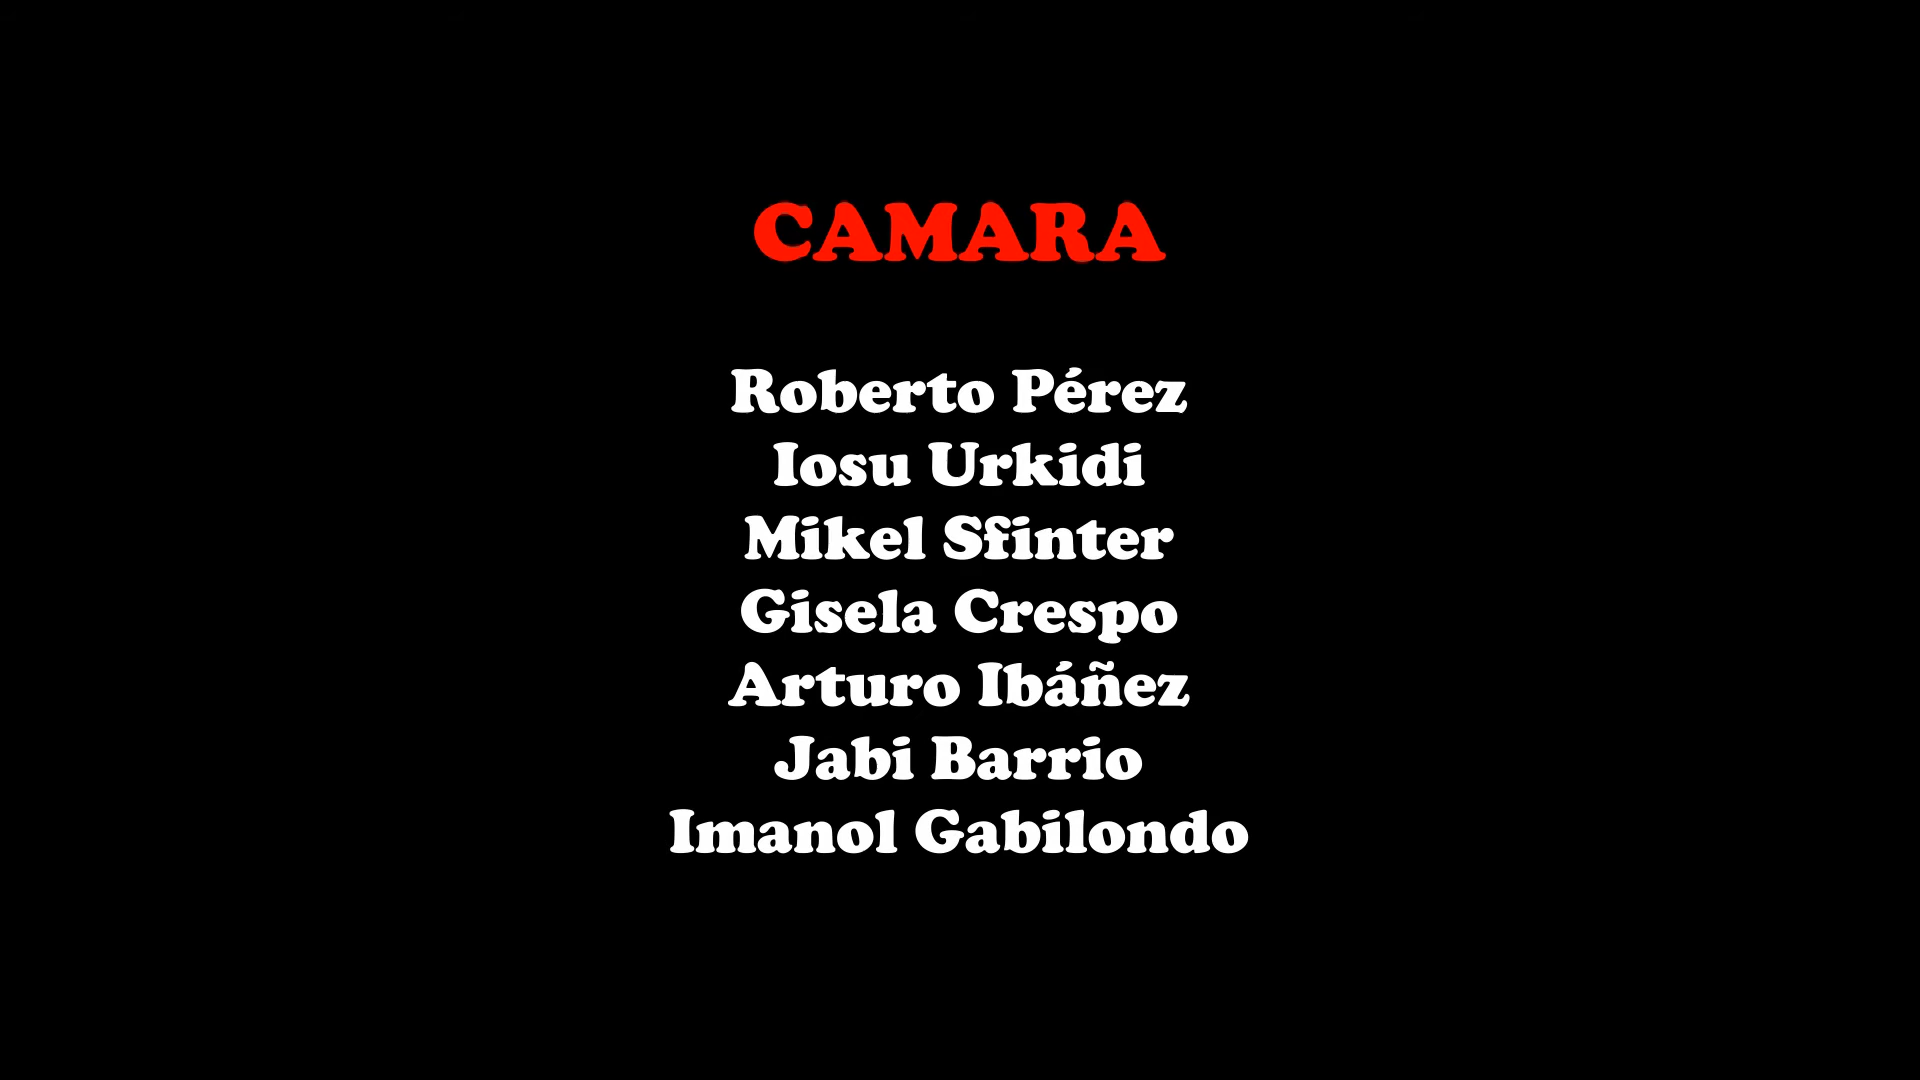 CAMARA
Roberto Pérez
Iosu Urkidi
Mikel Sfinter
Gisela Crespo
Arturo Ibáñez
Jabi Barrio
Imanol Gabilondo